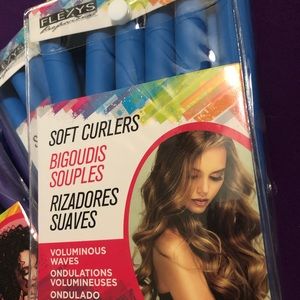 FLEXYS
SOFT CURLERS
BIGOUDIS
SOUPLES
RIZADORES
SUAVES
VOLUMINOUS
WAVES
ONDULATIONS
VOLUMINEUSES
ONDULADO